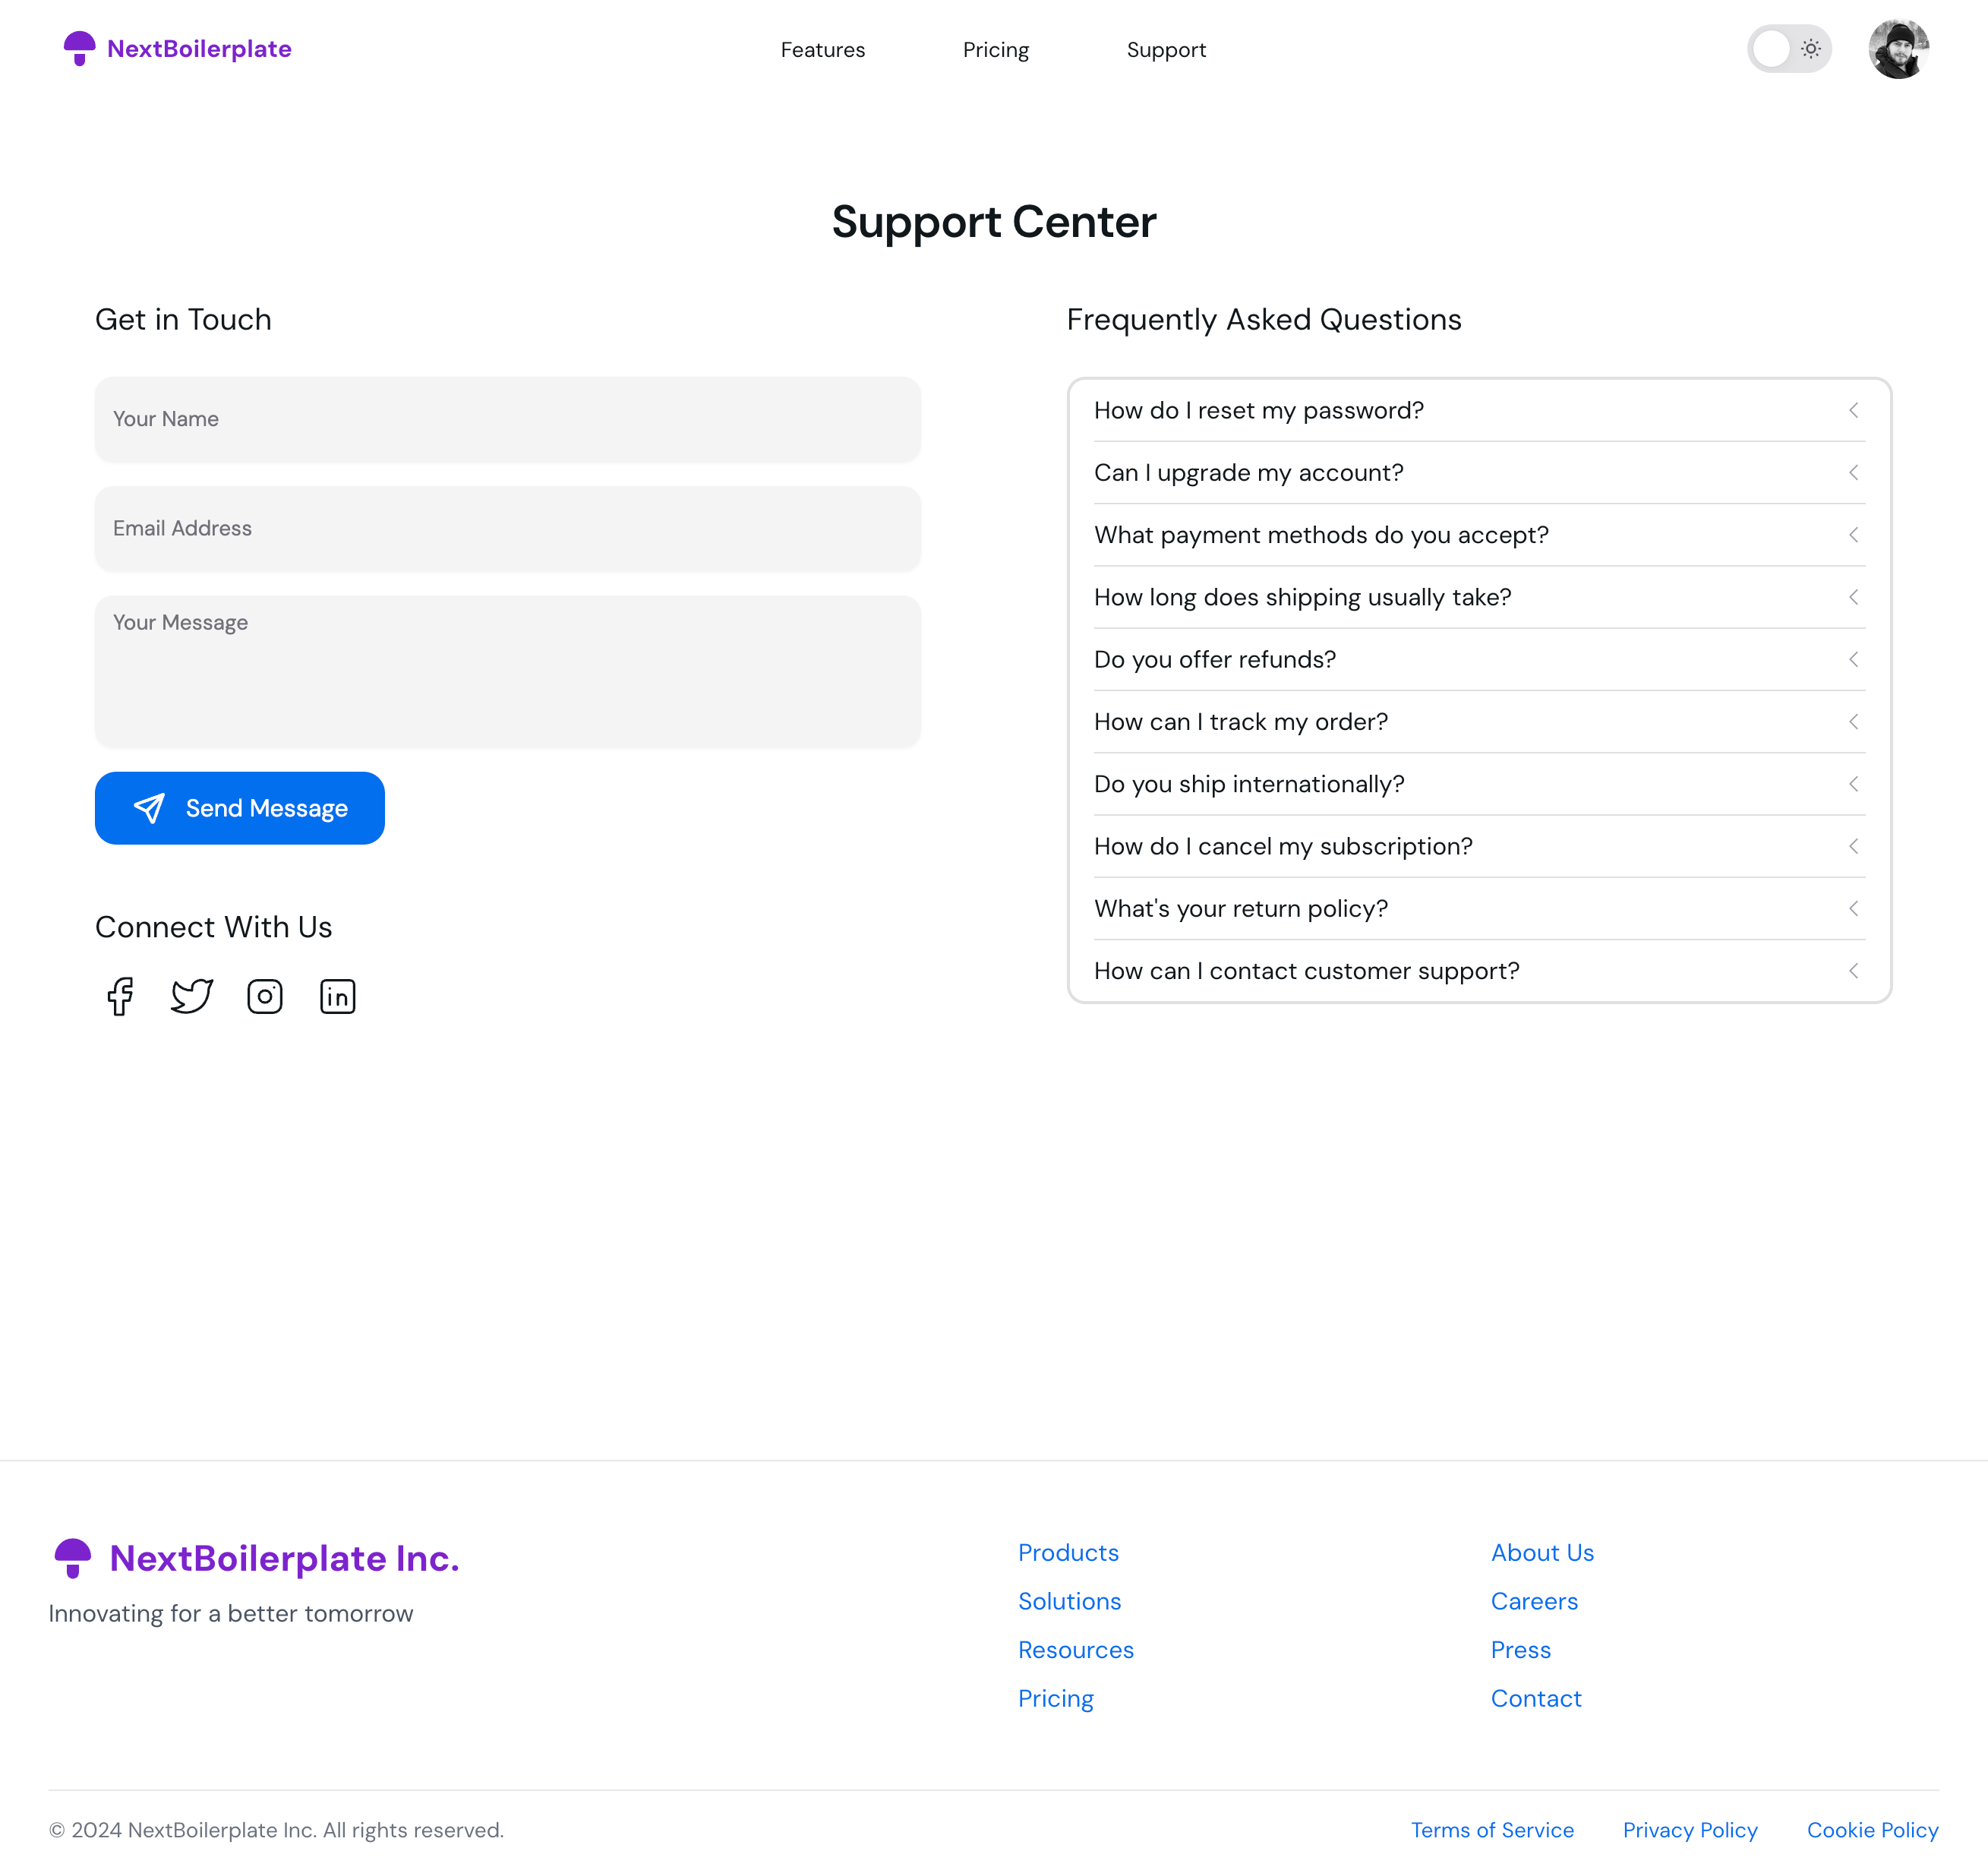 NextBoilerplate
Features
Pricing
Support
Support Center
Get in Touch
Your Name
Email Address
Your Message
Send Message
Connect With Us
Frequently Asked Questions
How do I reset my password?
Can I upgrade my account?
What payment methods do you accept?
How long does shipping usually take?
Do you offer refunds?
How can I track my order?
Do you ship internationally?
How do I cancel my subscription?
What's your return policy?
How can I contact customer support?
NextBoilerplate Inc.
Innovating for a better tomorrow
Products
Solutions
Resources
Pricing
About Us
Careers
Press
Contact
© 2024 NextBoilerplate Inc. All rights reserved.
Terms of Service
Privacy Policy
Cookie Policy